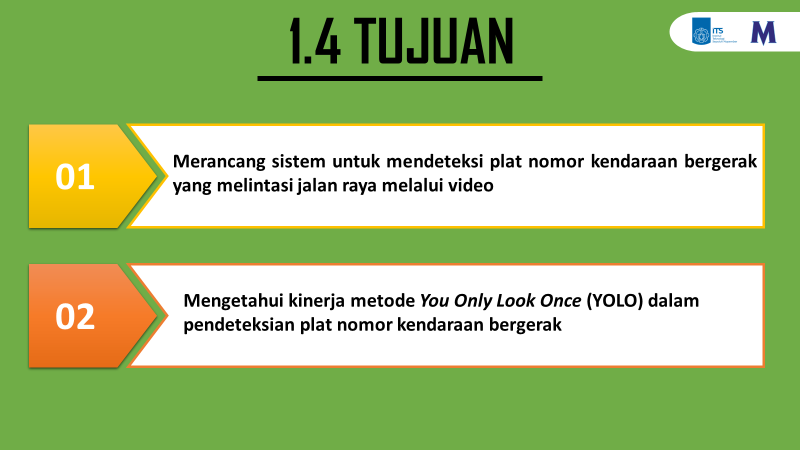 1.4 TUJUAN
ITS
M
01
Merancang sistem untuk mendeteksi plat nomor kendaraan bergerak
yang melintasi jalan raya melalui video
02
Mengetahui kinerja metode You Only Look Once (YOLO) dalam
pendeteksian plat nomor kendaraan bergerak